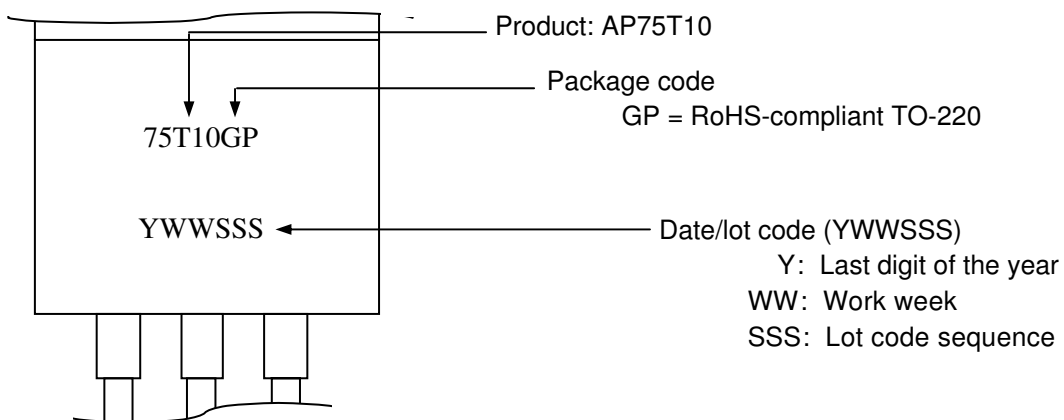 Product: AP75T10
Package code
GP = RoHS-compliant TO-220
75T10GP
YWWSSS
Date/lot code (YWWSSS)
Y: Last digit of the year
WW: Work week
SSS: Lot code sequence